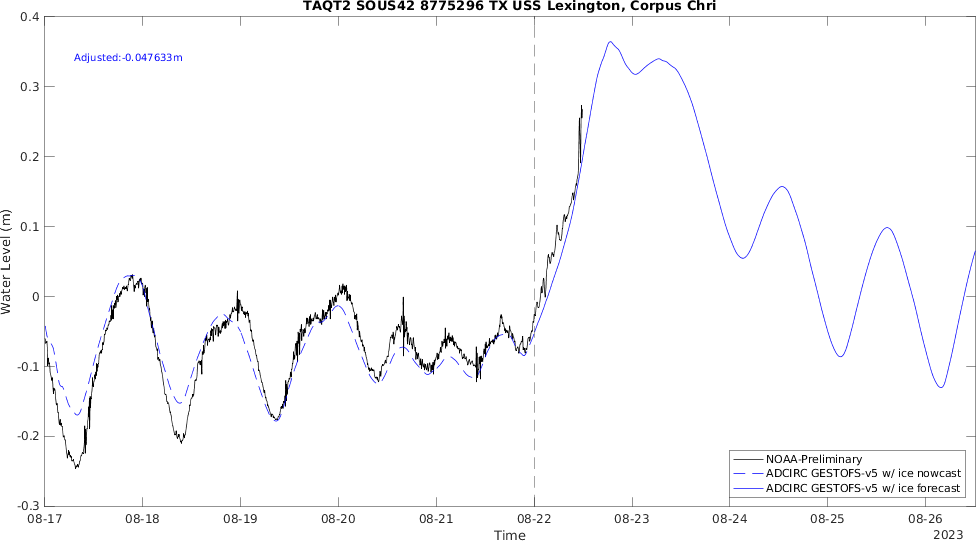 TAQT2 SOUS42 8775296 TX USS Lexington, Corpus Chri
Adjusted:-0.047633m
Water Level (m)
0.4
0.3
0.2
0.1
0
-0.1
-0.2
-0.3
NOAA-Preliminary
ADCIRC GESTOFS-v5 w/ ice nowcast
ADCIRC GESTOFS-v5 w/ ice forecast
08-17 08-18 08-19 08-20 08-21 08-22 08-23 08-24 08-25 08-26
Time
2023